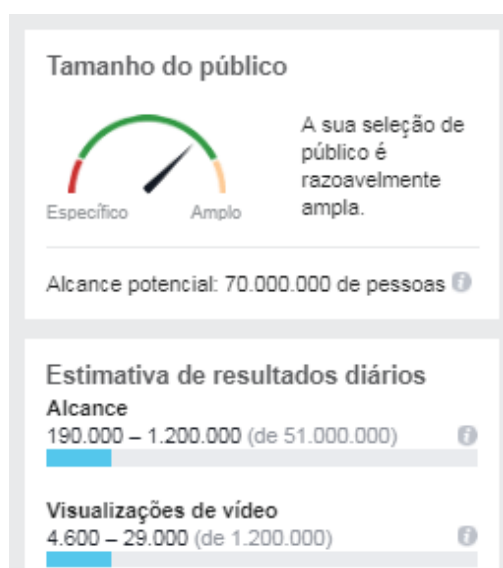 Tamanho do público
A sua seleção de
público é
razoavelmente
ampla.
Específico
Amplo
Alcance potencial: 70.000.000 de pessoas
Estimativa de resultados diários
Alcance
190.000 – 1.200.000 (de 51.000.000)
Visualizações de vídeo
4.600 – 29.000 (de 1.200.000)